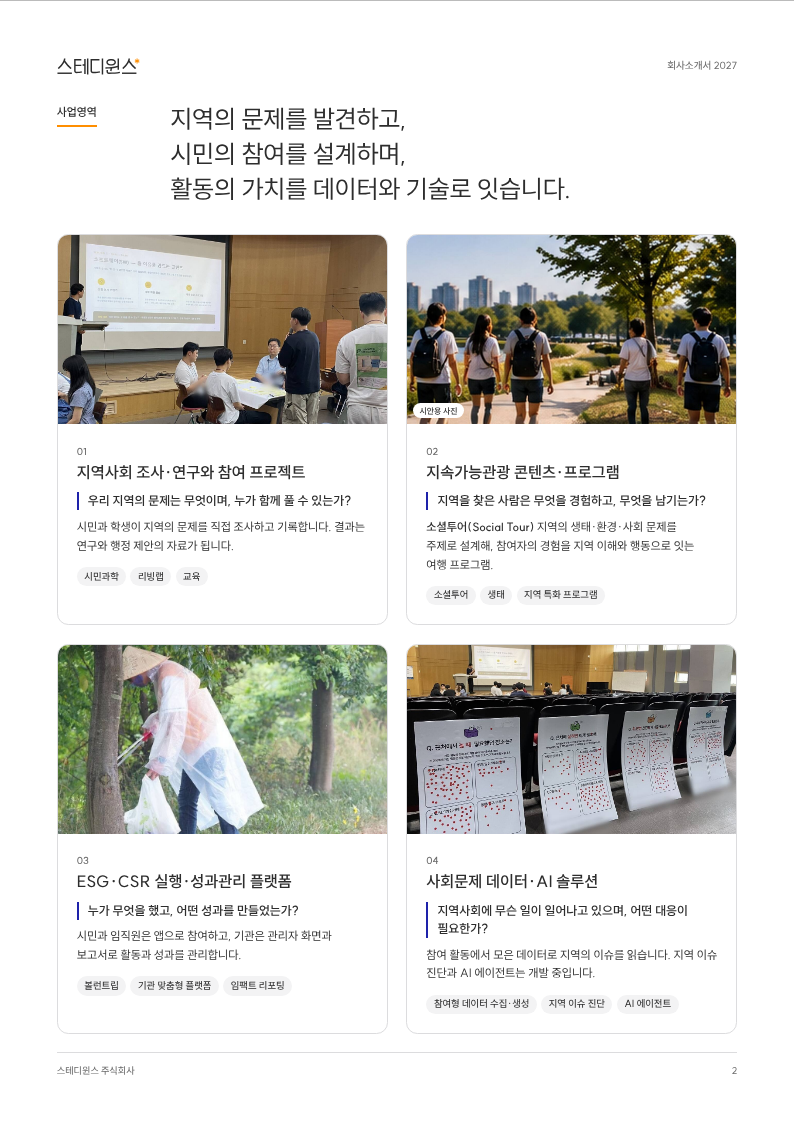 스테디원스
회사소개서 2027
사업영역
지역의 문제를 발견하고,
시민의 참여를 설계하며,
활동의 가치를 데이터와 기술로 잇습니다.
시안용 사진
01
지역사회 조사·연구와 참여 프로젝트
우리 지역의 문제는 무엇이며, 누가 함께 풀 수 있는가?
시민과 학생이 지역의 문제를 직접 조사하고 기록합니다. 결과는
연구와 행정 제안의 자료가 됩니다.
시민과학 리빙랩 교육
02
지속가능관광 콘텐츠·프로그램
지역을 찾은 사람은 무엇을 경험하고, 무엇을 남기는가?
소셜투어(Social Tour) 지역의 생태·환경·사회 문제를
주제로 설계해, 참여자의 경험을 지역 이해와 행동으로 잇는
여행 프로그램.
소셜투어 생태 지역 특화 프로그램
03
ESG·CSR 실행·성과관리 플랫폼
누가 무엇을 했고, 어떤 성과를 만들었는가?
시민과 임직원은 앱으로 참여하고, 기관은 관리자 화면과
보고서로 활동과 성과를 관리합니다.
볼런트립 기관 맞춤형 플랫폼 임팩트 리포팅
04
사회문제 데이터·AI 솔루션
지역사회에 무슨 일이 일어나고 있으며, 어떤 대응이
필요한가?
참여 활동에서 모은 데이터로 지역의 이슈를 읽습니다. 지역 이슈
진단과 AI 에이전트는 개발 중입니다.
참여형 데이터 수집·생성 지역 이슈 진단 AI 에이전트
스테디원스 주식회사
2